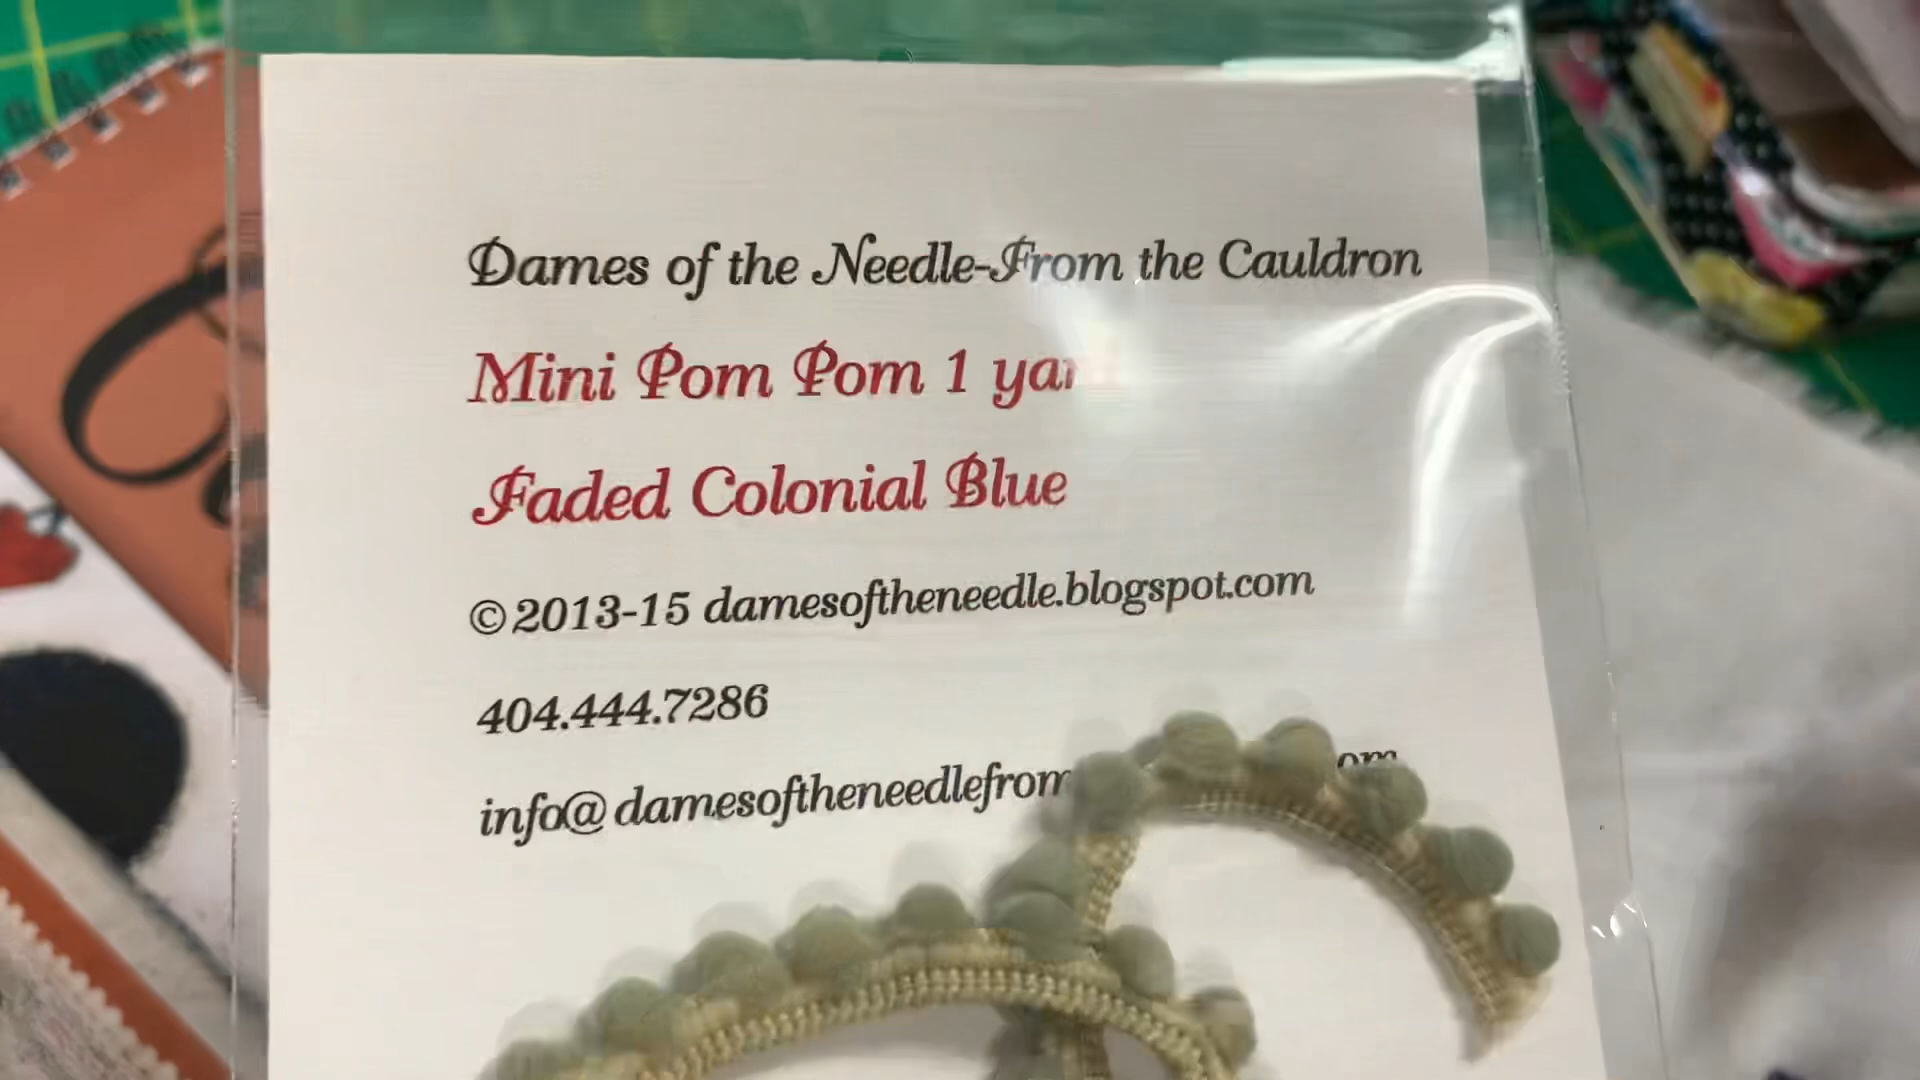 Dames of the Needle-From the Cauldron
Mini Pom Pom 1 yard
Faded Colonial Blue
©2013-15 damesoftheneedle.blogspot.com
404.444.7286
info@damesoftheneedlefrom